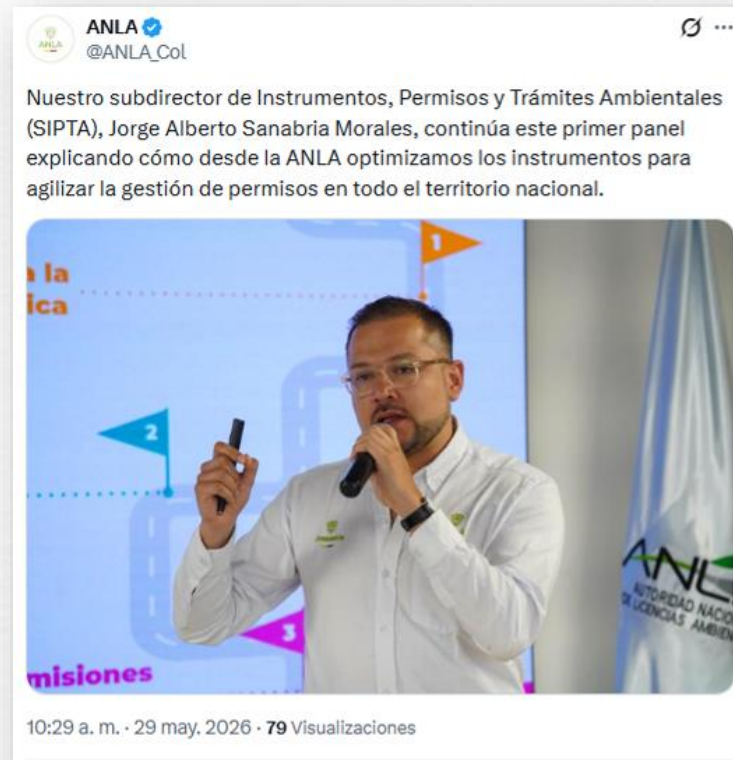 ANLA
@ANLA_Col
Nuestro subdirector de Instrumentos, Permisos y Trámites Ambientales
(SIPTA), Jorge Alberto Sanabria Morales, continúa este primer panel
explicando cómo desde la ANLA optimizamos los instrumentos para
agilizar la gestión de permisos en todo el territorio nacional.
a la
ica
1
2
3
misiones
ANL
AUTORIDAD NACIO
DE LICENCIAS AMBIEN
10:29 a. m. · 29 may. 2026 · 79 Visualizaciones